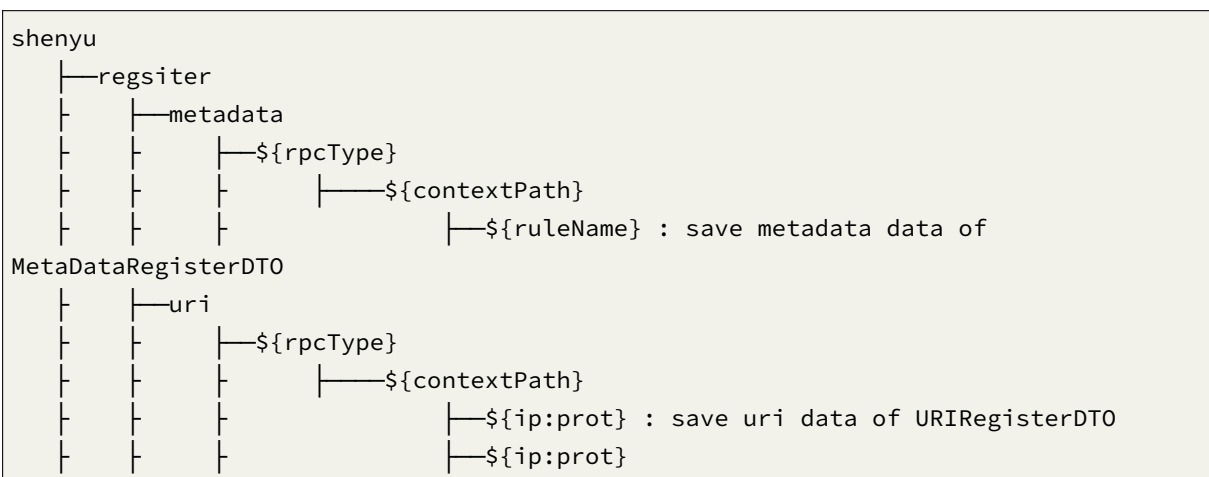 shenyu
├──regsiter
├ ├──metadata
├ ├ ├──${rpcType}
├ ├ ├ ├────${contextPath}
├ ├ ├ ├──${ruleName} : save metadata data of
MetaDataRegisterDTO
├ ├──uri
├ ├ ├──${rpcType}
├ ├ ├ ├────${contextPath}
├ ├ ├ ├──${ip:prot} : save uri data of URIRegisterDTO
├ ├ ├ ├──${ip:prot}